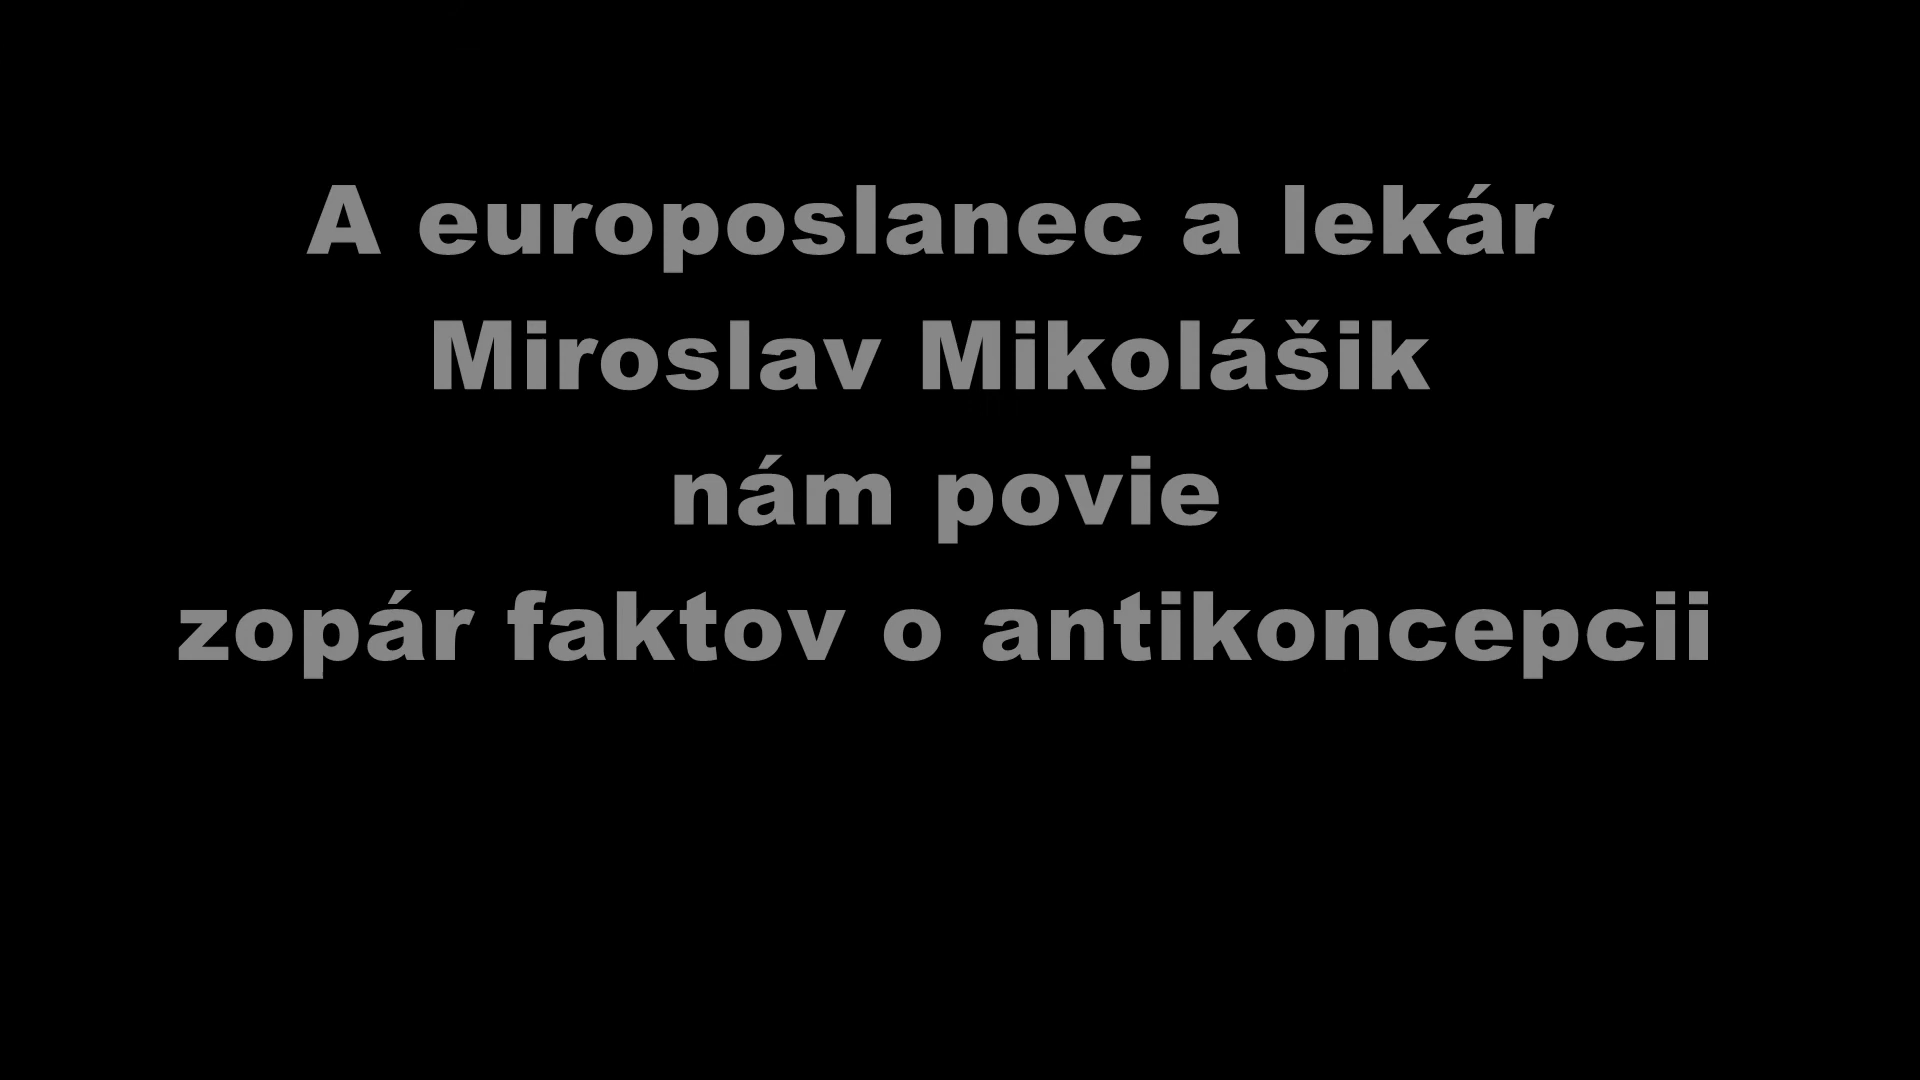 A europoslanec a lekár
Miroslav Mikolášik
nám povie
zopár faktov o antikoncepcii